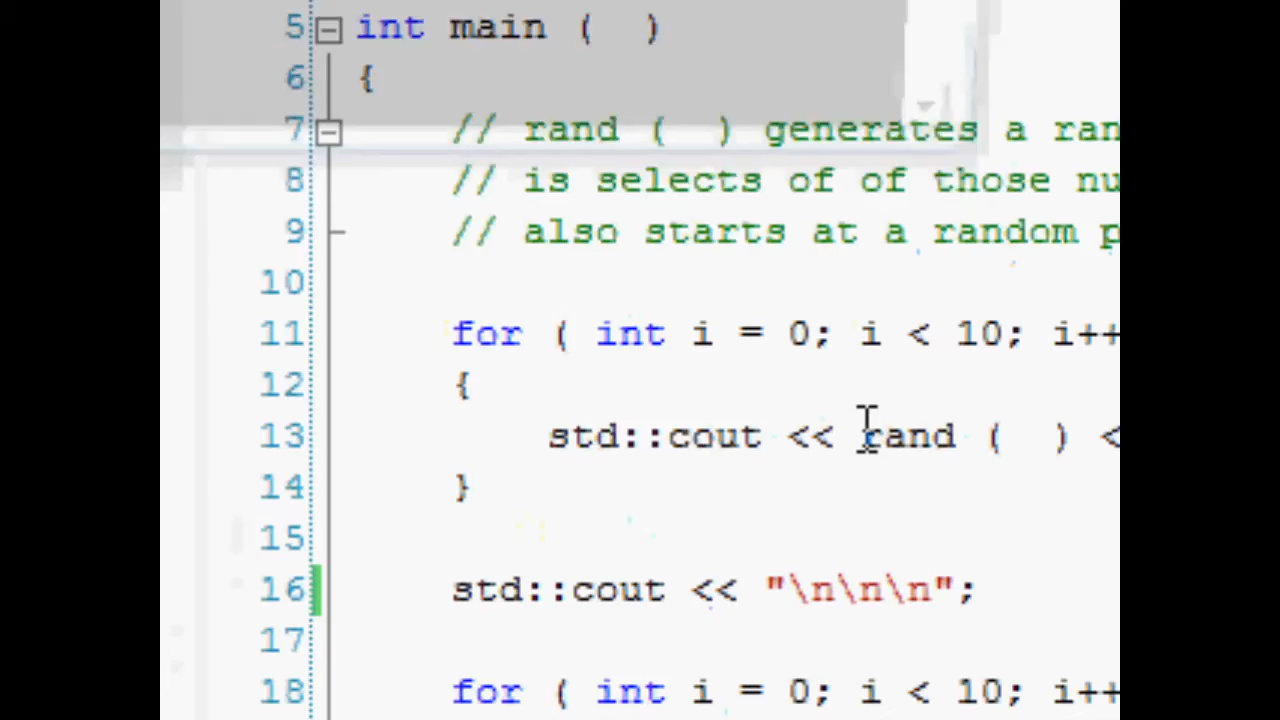 5 int main (  )
6 {
7 // rand (  ) generates a ran
8 // is selects of of those nu
9 // also starts at a random p
10
11 for ( int i = 0; i < 10; i++
12 {
13 std::cout << rand (  ) <
14 }
15
16 std::cout << "\n\n\n";
17
18 for ( int i = 0; i < 10; i++